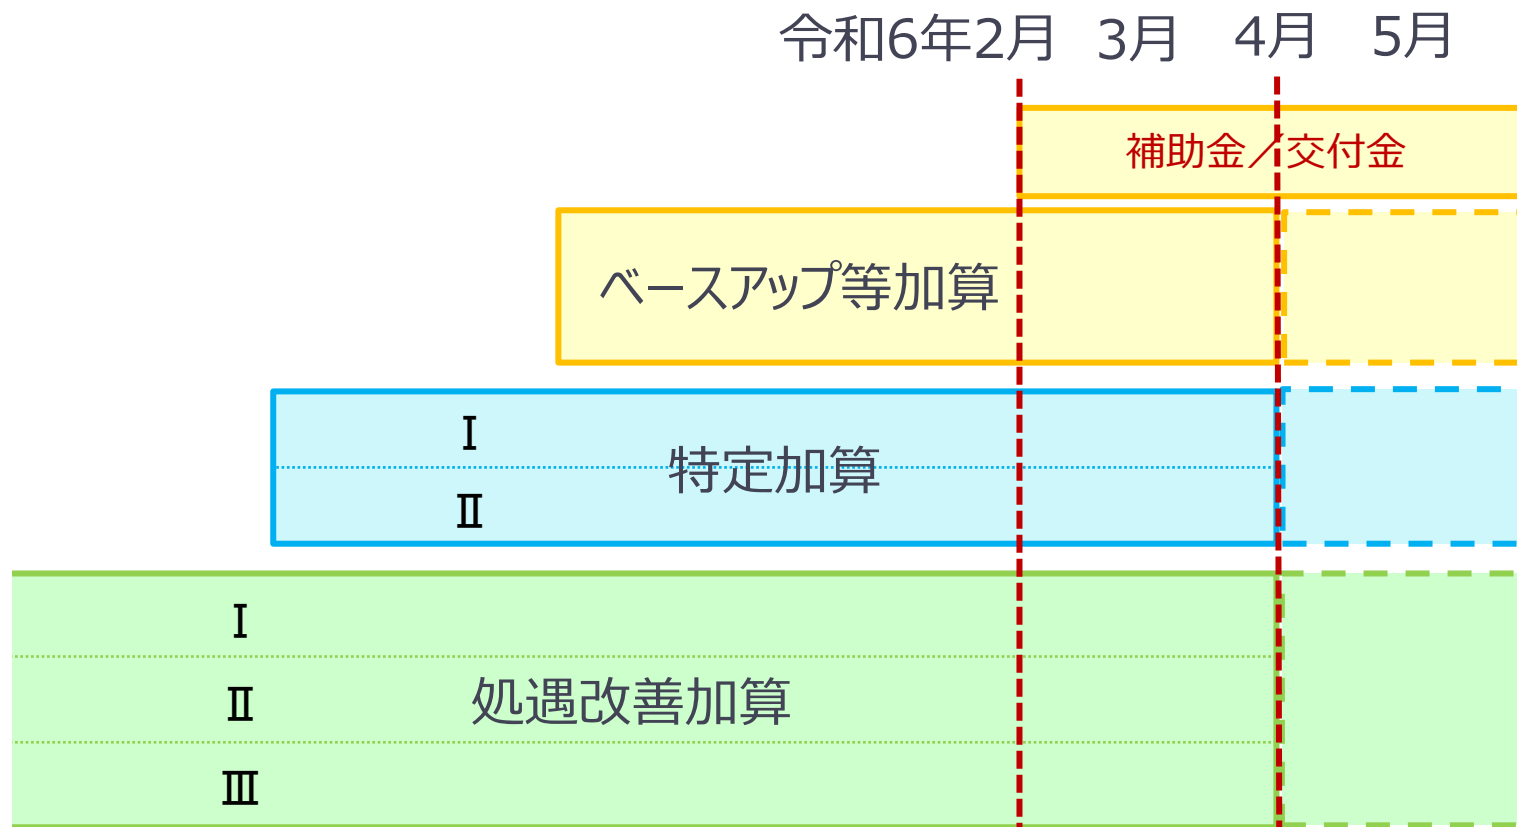 令和6年2月 3月 4月 5月
補助金／交付金
ベースアップ等加算
Ⅰ
特定加算
Ⅱ
Ⅰ
Ⅱ
処遇改善加算
Ⅲ